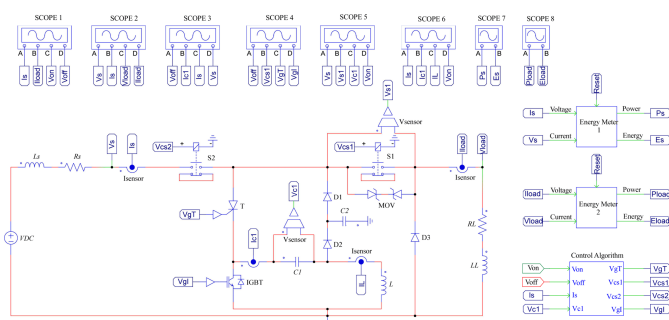 SCOPE 1 SCOPE 2 SCOPE 3 SCOPE 4 SCOPE 5 SCOPE 6 SCOPE 7 SCOPE 8
A B C D A B C D A B C D A B C D A B C D A B C D A B A B
Is Iload Von Voff Vs Is Vload Iload Voff Ic1 Is Vs Voff Vcs1 VgT VgI Vs Vs1 Vc1 Von Is Ic1 IL Von Ps Es Pload Eload
Reset
Is Voltage Power Ps
Energy Meter
1
Vs Current Energy Es
Vs1
Vsensor
Ls Rs Vs Is Vcs2 S2 Vcs1 S1 Iload Vload
Isensor Isensor
Reset
Iload Voltage Power Pload
Energy Meter
2
Vload Current Energy Eload
VgT T Vc1 D1 MOV
C2 RL
Vsensor
VDC Ic1 D2 Isensor D3
Control Algorithm
Von Von VgT VgT
Voff Voff Vcs1 Vcs1
Is Is Vcs2 Vcs2
Vc1 Vc1 VgI VgI
VgI IGBT C1 IL L LL